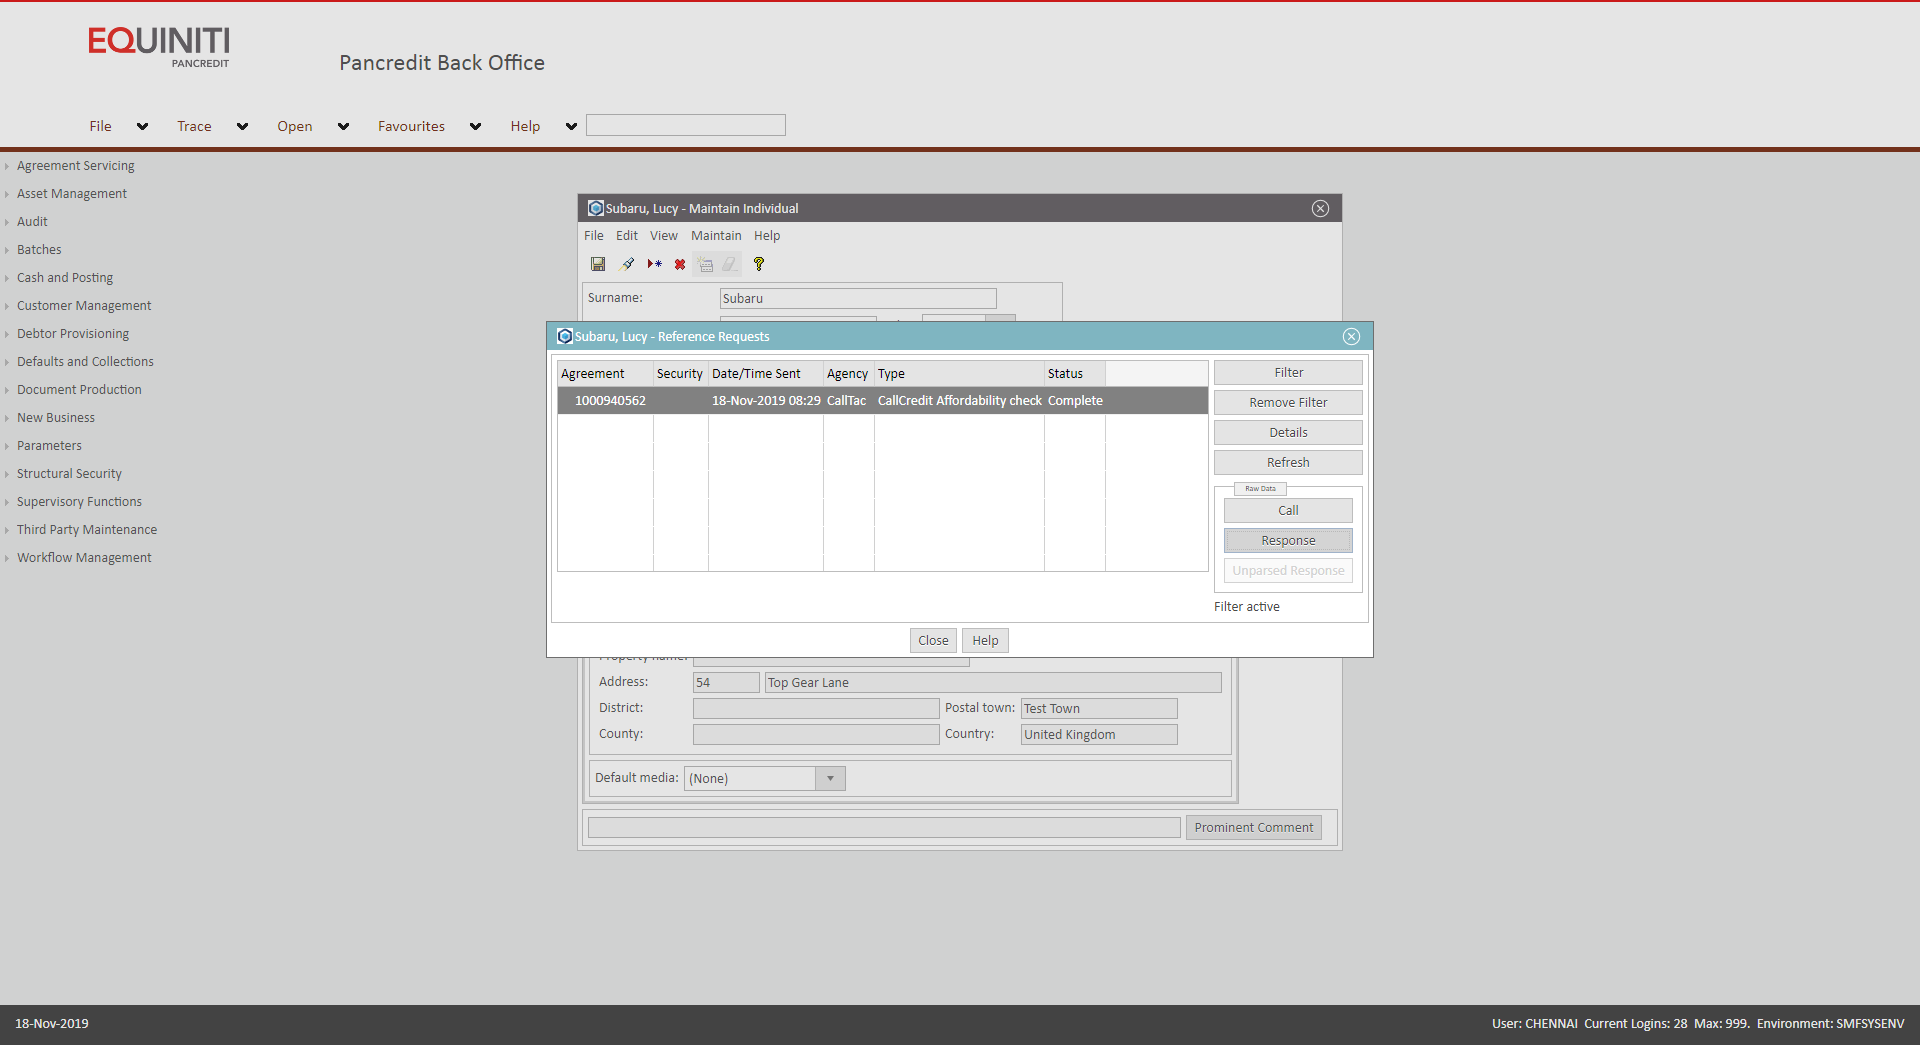 EQUINITI
PANCREDIT
Pancredit Back Office
File Trace Open Favourites Help
Agreement Servicing
Asset Management
Audit
Batches
Cash and Posting
Customer Management
Debtor Provisioning
Defaults and Collections
Document Production
New Business
Parameters
Structural Security
Supervisory Functions
Third Party Maintenance
Workflow Management
Subaru, Lucy - Maintain Individual
File Edit View Maintain Help
Surname: Subaru
Subaru, Lucy - Reference Requests
Agreement Security Date/Time Sent Agency Type Status
1000940562 18-Nov-2019 08:29 CallTac CallCredit Affordability check Complete
Filter
Remove Filter
Details
Refresh
Raw Data
Call
Response
Unparsed Response
Filter active
Close Help
Property name:
Address: 54 Top Gear Lane
District: Postal town: Test Town
County: Country: United Kingdom
Default media: (None)
Prominent Comment
18-Nov-2019
User: CHENNAI Current Logins: 28 Max: 999. Environment: SMFSYSENV